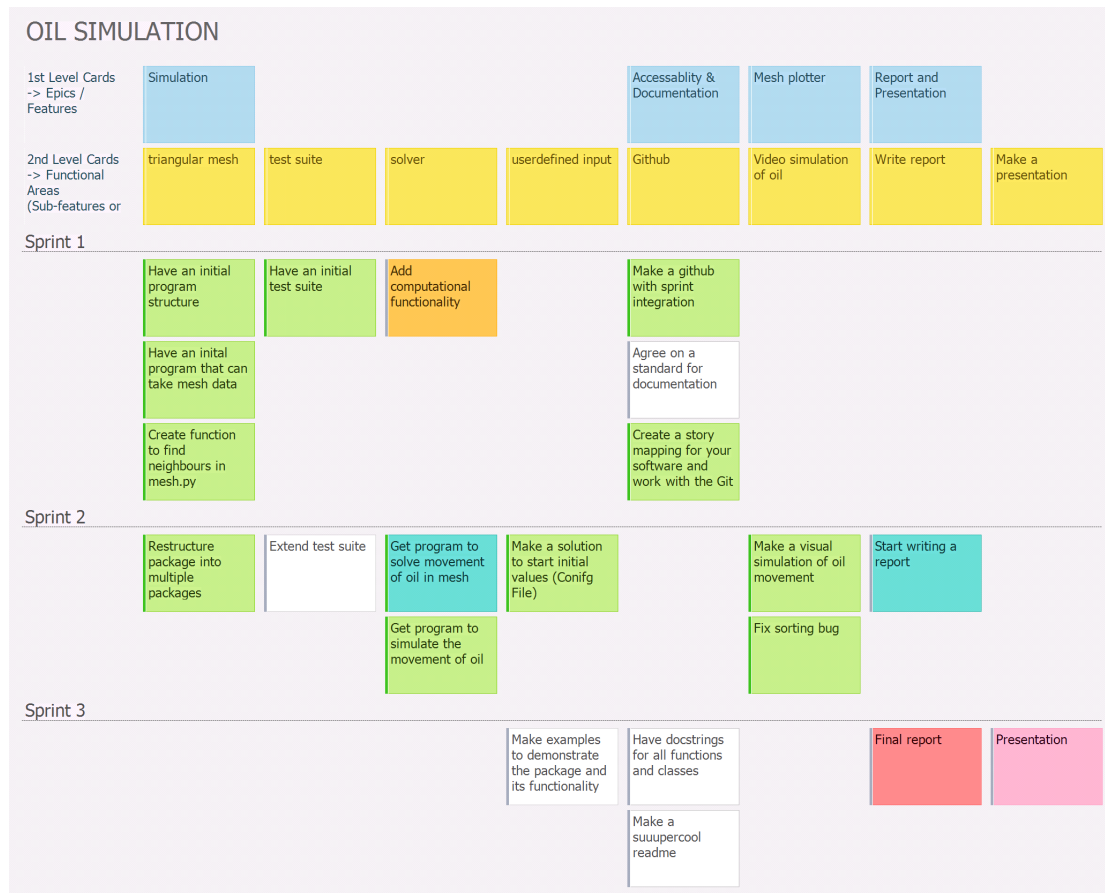 OIL SIMULATION
1st Level Cards
-> Epics /
Features
Simulation
Accessablity &
Documentation
Mesh plotter
Report and
Presentation
2nd Level Cards
-> Functional
Areas
(Sub-features or
triangular mesh
test suite
solver
userdefined input
Github
Video simulation
of oil
Write report
Make a
presentation
Sprint 1
Have an initial
program
structure
Have an initial
test suite
Add
computational
functionality
Make a github
with sprint
integration
Have an inital
program that can
take mesh data
Agree on a
standard for
documentation
Create function
to find
neighbours in
mesh.py
Create a story
mapping for your
software and
work with the Git
Sprint 2
Restructure
package into
multiple
packages
Extend test suite
Get program to
solve movement
of oil in mesh
Make a solution
to start initial
values (Conifg
File)
Make a visual
simulation of oil
movement
Start writing a
report
Get program to
simulate the
movement of oil
Fix sorting bug
Sprint 3
Make examples
to demonstrate
the package and
its functionality
Have docstrings
for all functions
and classes
Final report
Presentation
Make a
suuupercool
readme